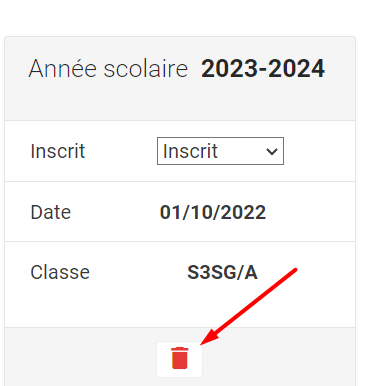 Année scolaire 2023-2024
Inscrit Inscrit
Date 01/10/2022
Classe S3SG/A